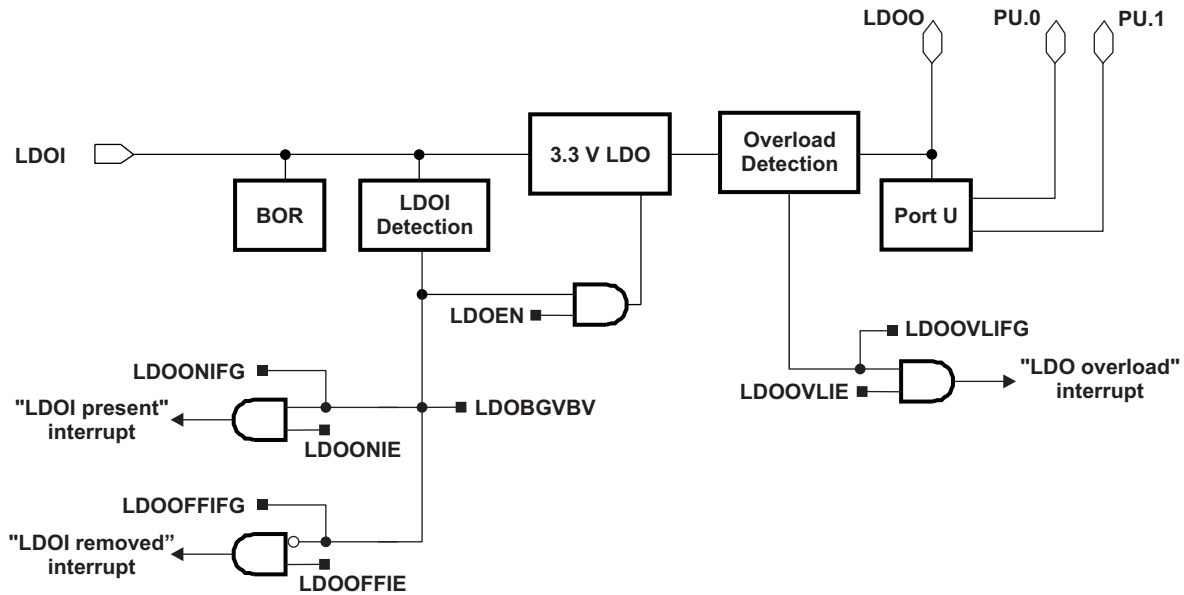 LDOO
PU.0
PU.1
LDOI
3.3 V LDO
Overload
Detection
BOR
LDOI
Detection
Port U
LDOEN
LDOOVLIFG
LDOONIFG
"LDO overload"
interrupt
LDOOVLIE
"LDOI present"
interrupt
LDOBGVBV
LDOONIE
LDOOFFIFG
"LDOI removed”
interrupt
LDOOFFIE